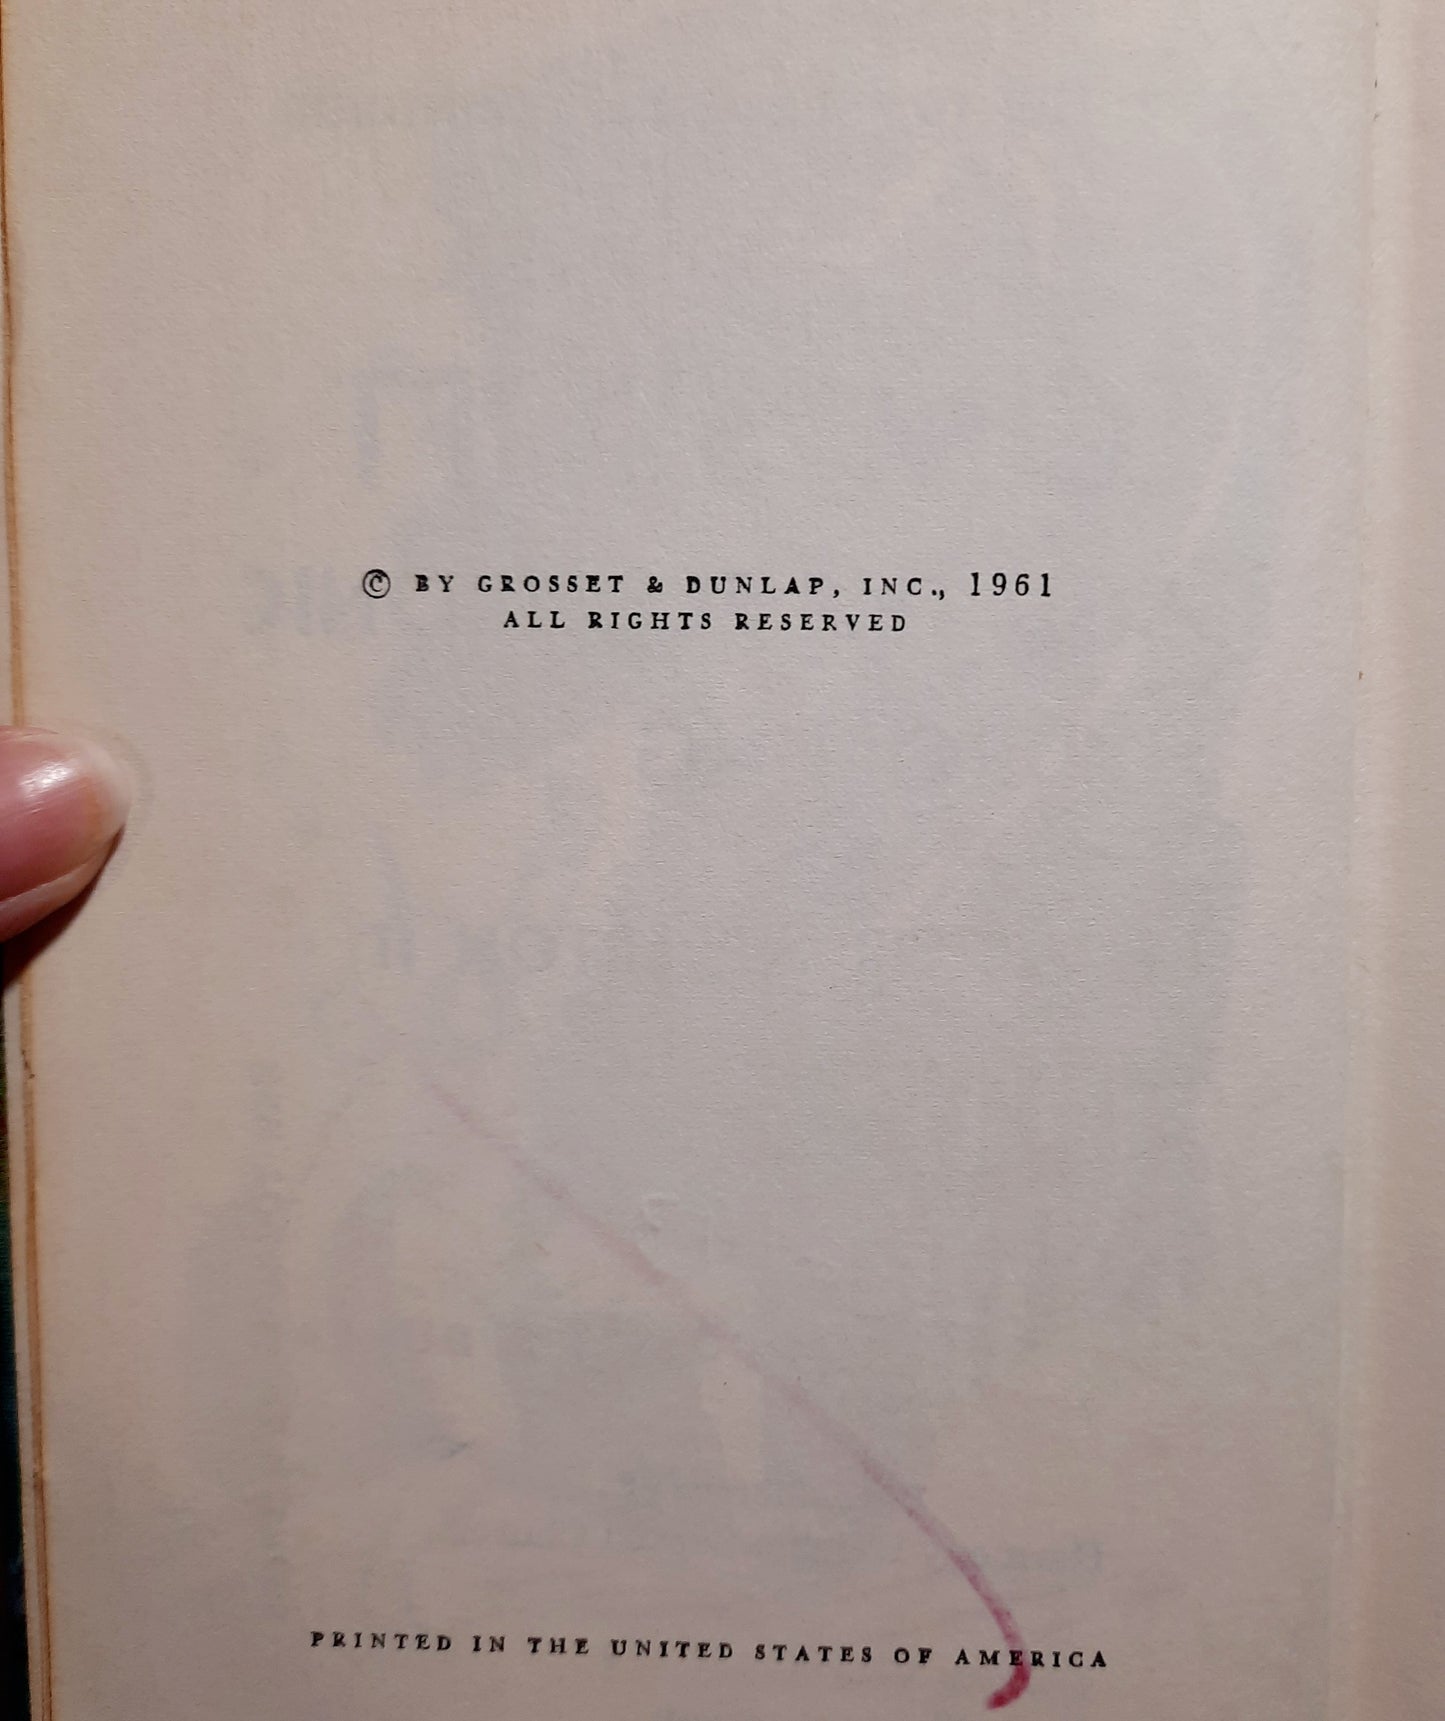 © BY GROSSET & DUNLAP, INC., 1961
ALL RIGHTS RESERVED
PRINTED IN THE UNITED STATES OF AMERICA